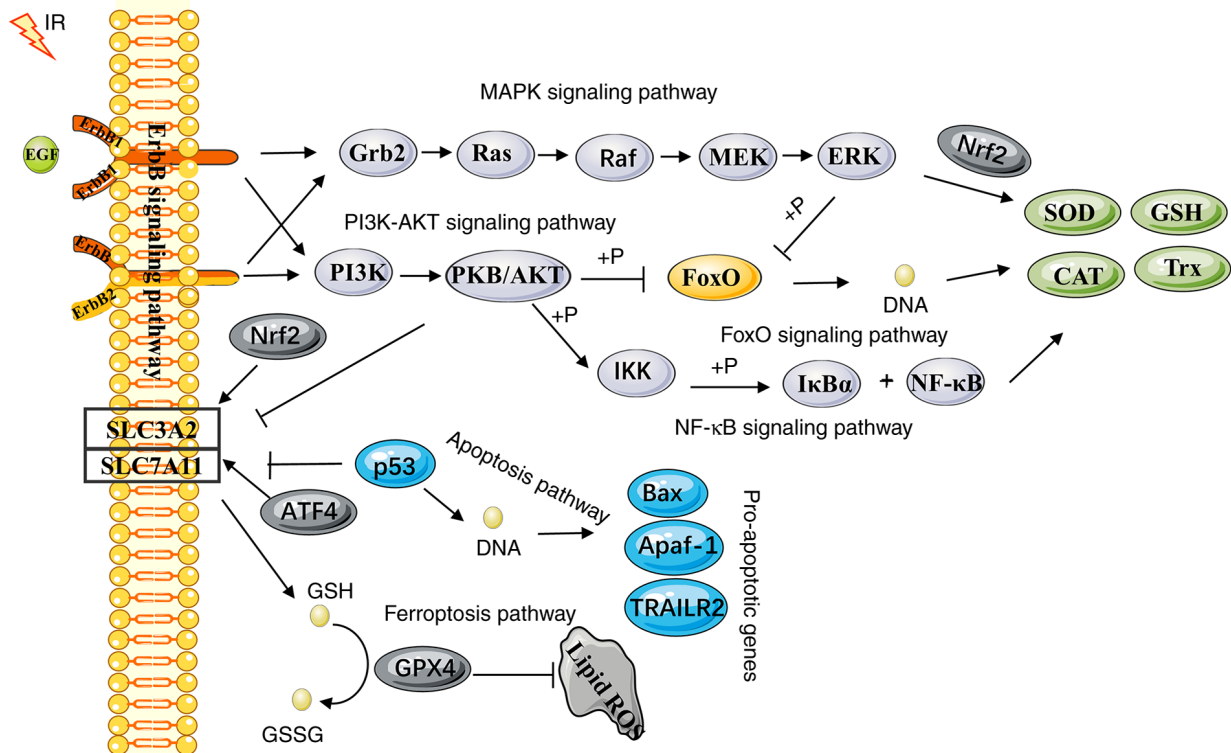 IR
MAPK signaling pathway
ErbB1
EGF
ErbB1
ErbB signaling pathway
Grb2
Ras
Raf
MEK
ERK
Nrf2
SOD
GSH
+P
PI3K-AKT signaling pathway
ErbB
ErbB2
PI3K
PKB/AKT
+P
FoxO
DNA
CAT
Trx
+P
FoxO signaling pathway
Nrf2
IKK
+P
IκBα
+
NF-κB
NF-κB signaling pathway
SLC3A2
SLC7A11
p53
ATF4
Apoptosis pathway
DNA
Bax
Apaf-1
TRAILR2
Pro-apoptotic genes
GSH
Ferroptosis pathway
GPX4
Lipid ROS
GSSG